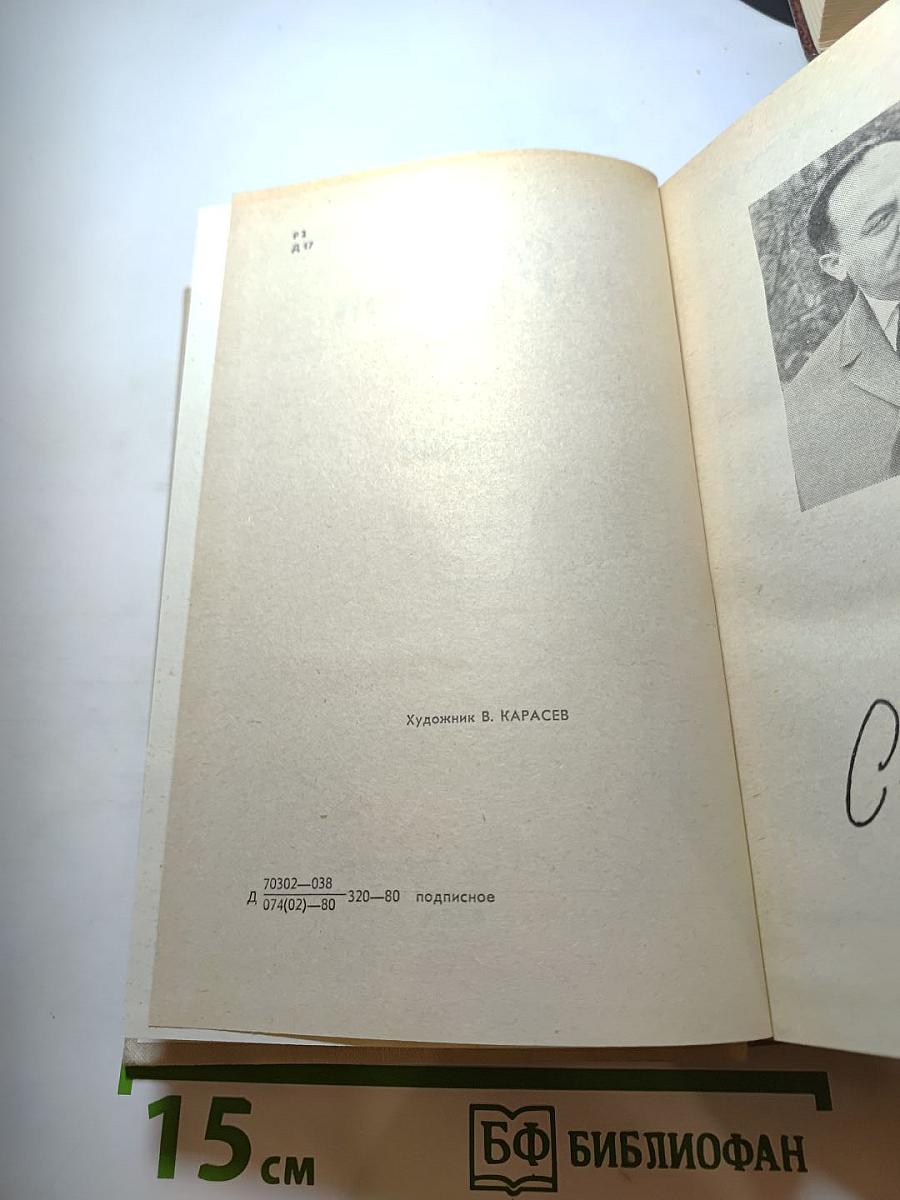 Р2
Д 17
Художник В. КАРАСЕВ
Д 70302—038
074(02)—80 320—80 подписное
С
15 см
БФ БИБЛИОФАН